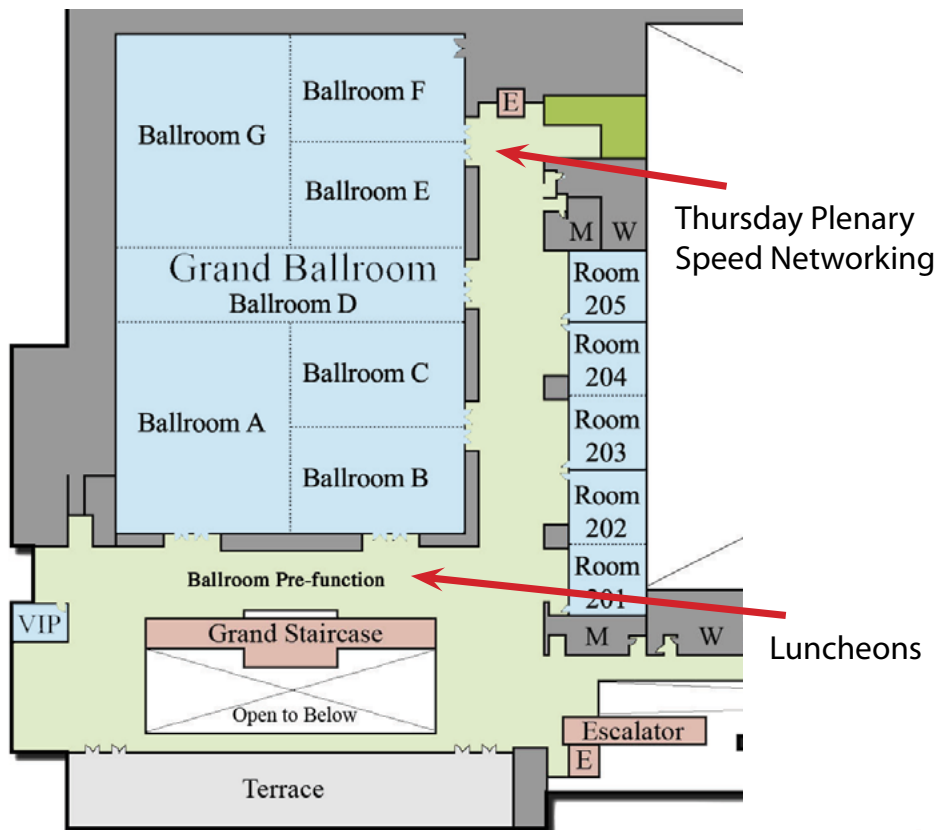 Ballroom F
Ballroom G
E
Ballroom E
M
W
Thursday Plenary
Speed Networking
Grand Ballroom
Ballroom D
Room
205
Ballroom C
Room
204
Ballroom A
Room
203
Ballroom B
Room
202
Ballroom Pre-function
Room
201
VIP
Grand Staircase
M
W
Luncheons
Open to Below
Escalator
E
Terrace